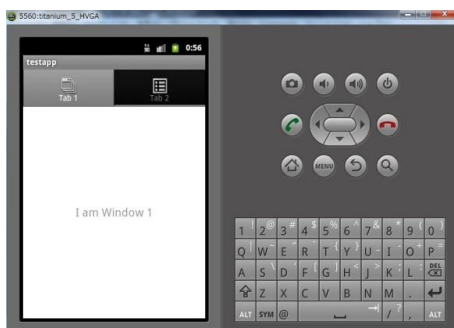 5560:titanium_5_HVGA
0:56
testapp
Tab 1
Tab 2
I am Window 1
MENU
1 ! 2 @ 3 # 4 $ 5 % 6 ^ 7 & 8 * 9 ( 0 )
Q W ~ E R T { Y } U _ I - O + P =
A S \ D F [ G ] H < J > K ; L : DEL
Z X C V B N M .
ALT SYM @ / ? , ALT